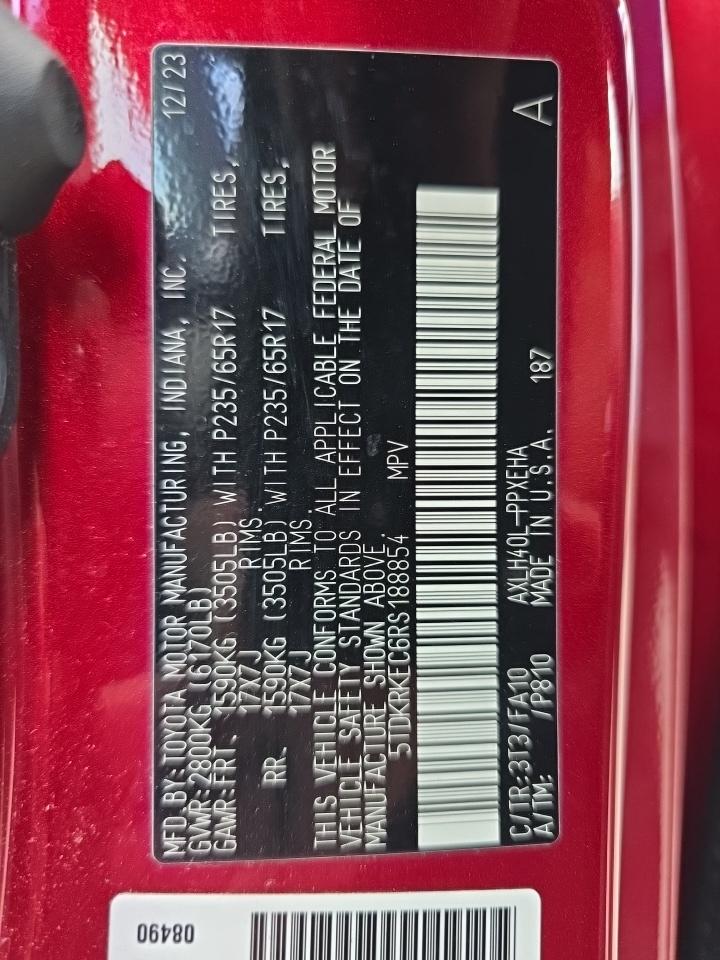 MFD.BY:TOYOTA MOTOR MANUFACTURING, INDIANA, INC. 12/23
GVWR:2800KG (6170LB)
GAWR:FRT. 1590KG (3505LB) WITH P235/65R17 TIRES,
17X7J RIMS.
RR. 1590KG (3505LB) WITH P235/65R17 TIRES,
17X7J RIMS.
THIS VEHICLE CONFORMS TO ALL APPLICABLE FEDERAL MOTOR
VEHICLE SAFETY STANDARDS IN EFFECT ON THE DATE OF
MANUFACTURE SHOWN ABOVE
5TDKRKEC6RS188854 MPV
C/TR:3T3/FA10 AXLH40L-PPXEHA
A/TM: /P810 MADE IN U.S.A. 187 A
08490